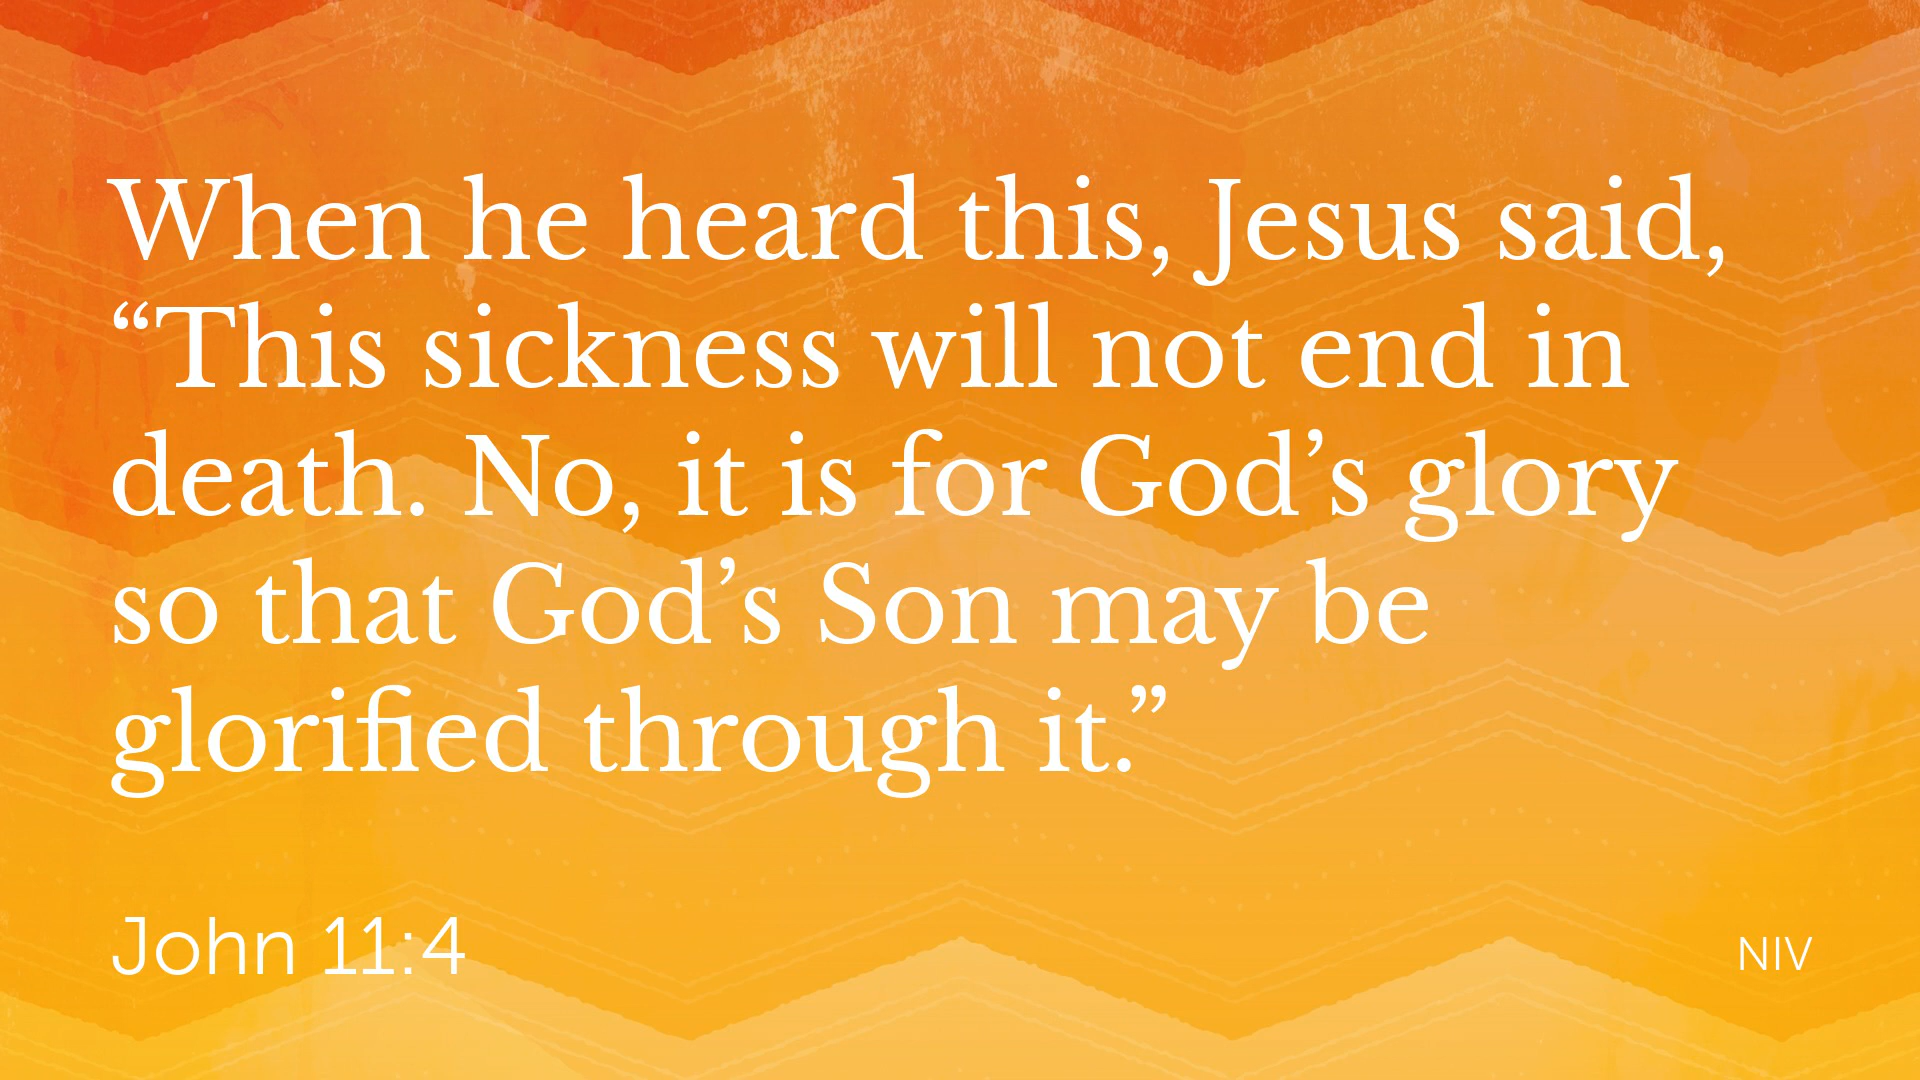 When he heard this, Jesus said,
“This sickness will not end in
death. No, it is for God’s glory
so that God’s Son may be
glorified through it.”
John 11:4
NIV